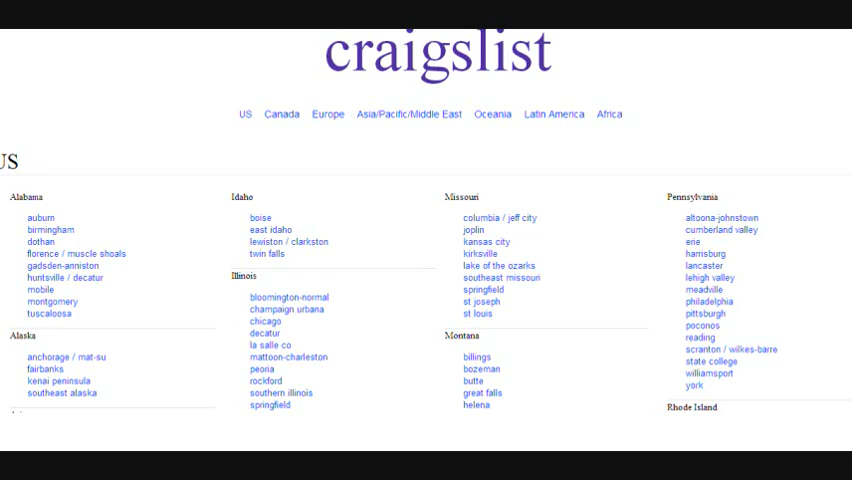 craigslist
US Canada Europe Asia/Pacific/Middle East Oceania Latin America Africa
US
Alabama
auburn
birmingham
dothan
florence / muscle shoals
gadsden-anniston
huntsville / decatur
mobile
montgomery
tuscaloosa
Alaska
anchorage / mat-su
fairbanks
kenai peninsula
southeast alaska
Idaho
boise
east idaho
lewiston / clarkston
twin falls
Illinois
bloomington-normal
champaign urbana
chicago
decatur
la salle co
mattoon-charleston
peoria
rockford
southern illinois
springfield
Missouri
columbia / jeff city
joplin
kansas city
kirksville
lake of the ozarks
southeast missouri
springfield
st joseph
st louis
Montana
billings
bozeman
butte
great falls
helena
Pennsylvania
altoona-johnstown
cumberland valley
erie
harrisburg
lancaster
lehigh valley
meadville
philadelphia
pittsburgh
poconos
reading
scranton / wilkes-barre
state college
williamsport
york
Rhode Island